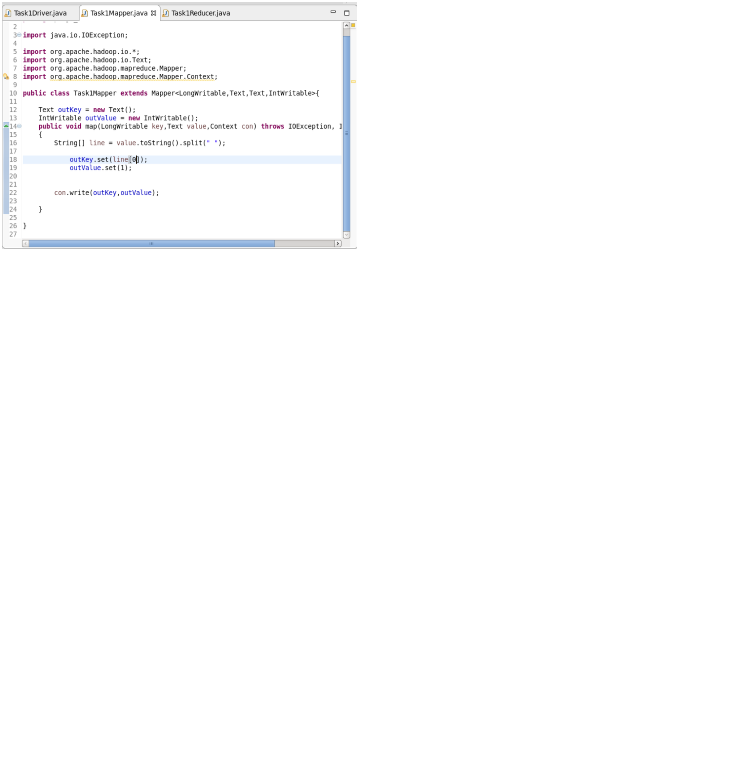 Task1Driver.java Task1Mapper.java Task1Reducer.java
2
3 import java.io.IOException;
4
5 import org.apache.hadoop.io.*;
6 import org.apache.hadoop.io.Text;
7 import org.apache.hadoop.mapreduce.Mapper;
8 import org.apache.hadoop.mapreduce.Mapper.Context;
9
10 public class Task1Mapper extends Mapper<LongWritable,Text,Text,IntWritable>{
11
12 Text outKey = new Text();
13 IntWritable outValue = new IntWritable();
14 public void map(LongWritable key,Text value,Context con) throws IOException, I
15 {
16 String[] line = value.toString().split(" ");
17
18 outKey.set(line[0]);
19 outValue.set(1);
20
21
22 con.write(outKey,outValue);
23
24 }
25
26 }
27